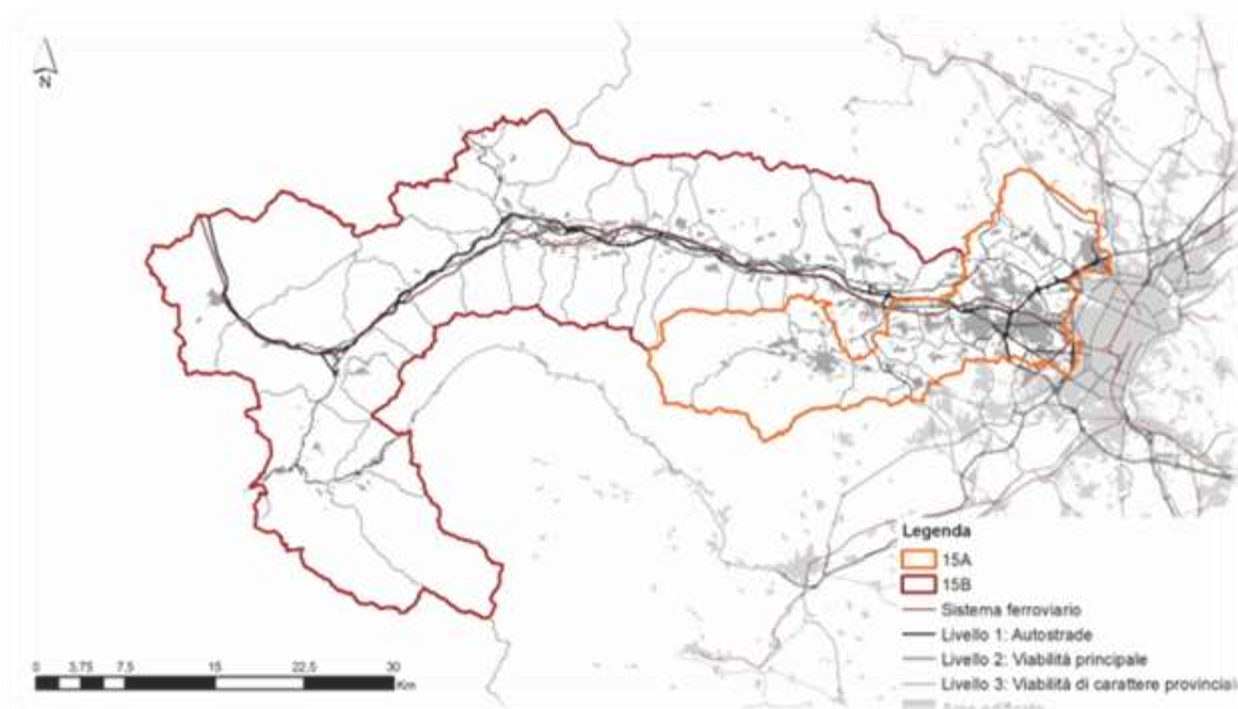 N
Legenda
15A
15B
Sistema ferroviario
Livello 1: Autostrade
Livello 2: Viabilità principale
Livello 3: Viabilità di carattere provincial
0 3.75 7.5 15 22.5 30
Km